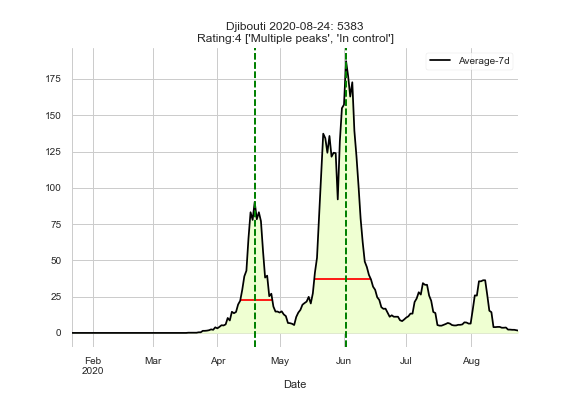 Djibouti 2020-08-24: 5383
Rating:4 ['Multiple peaks', 'In control']
Average-7d
175
150
125
100
75
50
25
0
Feb
2020
Mar
Apr
May
Jun
Jul
Aug
Date